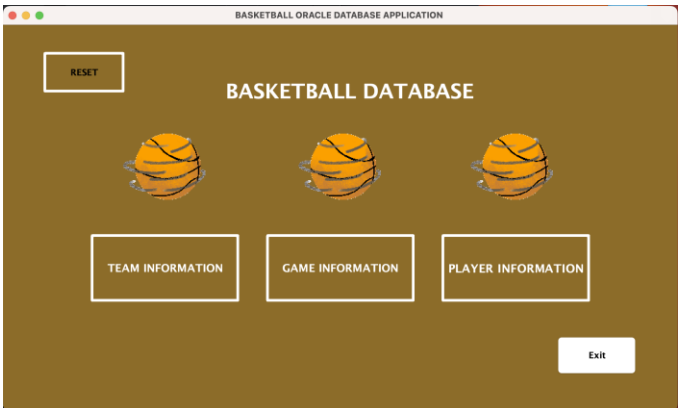 BASKETBALL ORACLE DATABASE APPLICATION
RESET
BASKETBALL DATABASE
TEAM INFORMATION
GAME INFORMATION
PLAYER INFORMATION
Exit